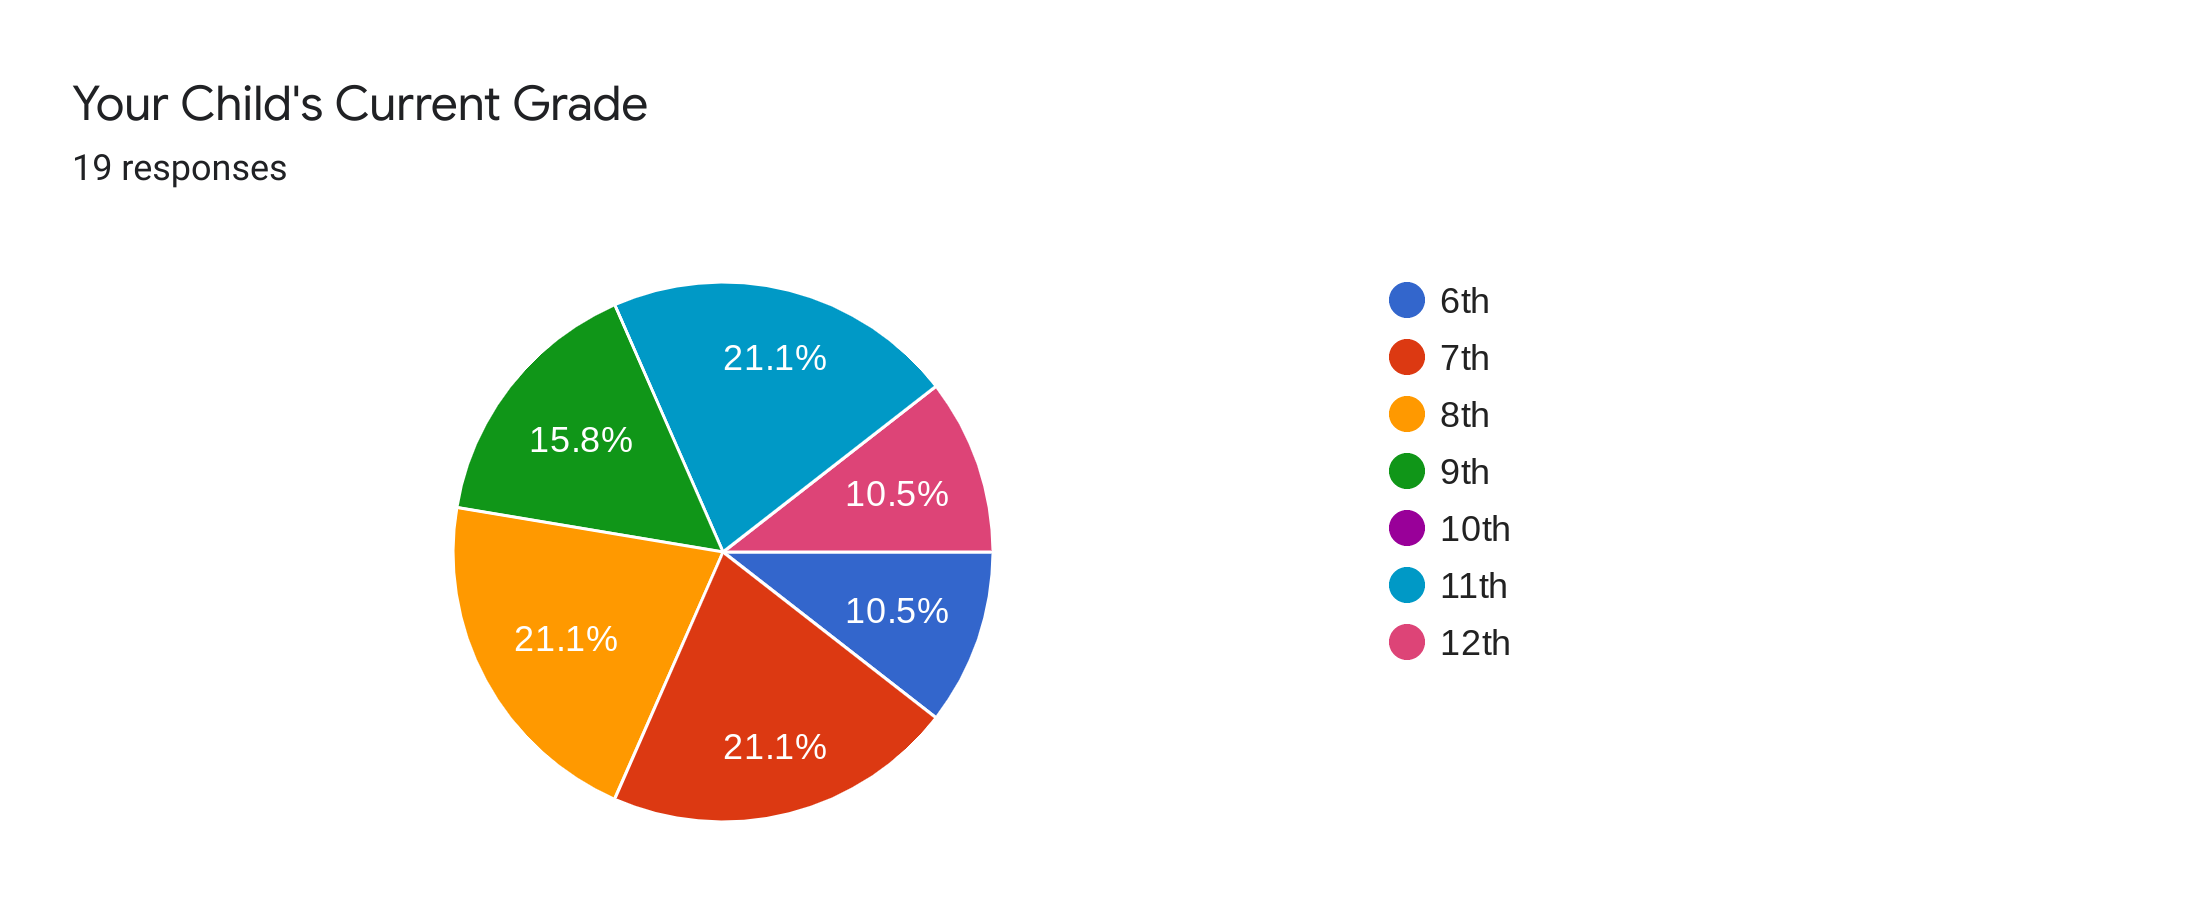 Your Child's Current Grade
19 responses
21.1%
15.8%
10.5%
10.5%
21.1%
21.1%
6th
7th
8th
9th
10th
11th
12th